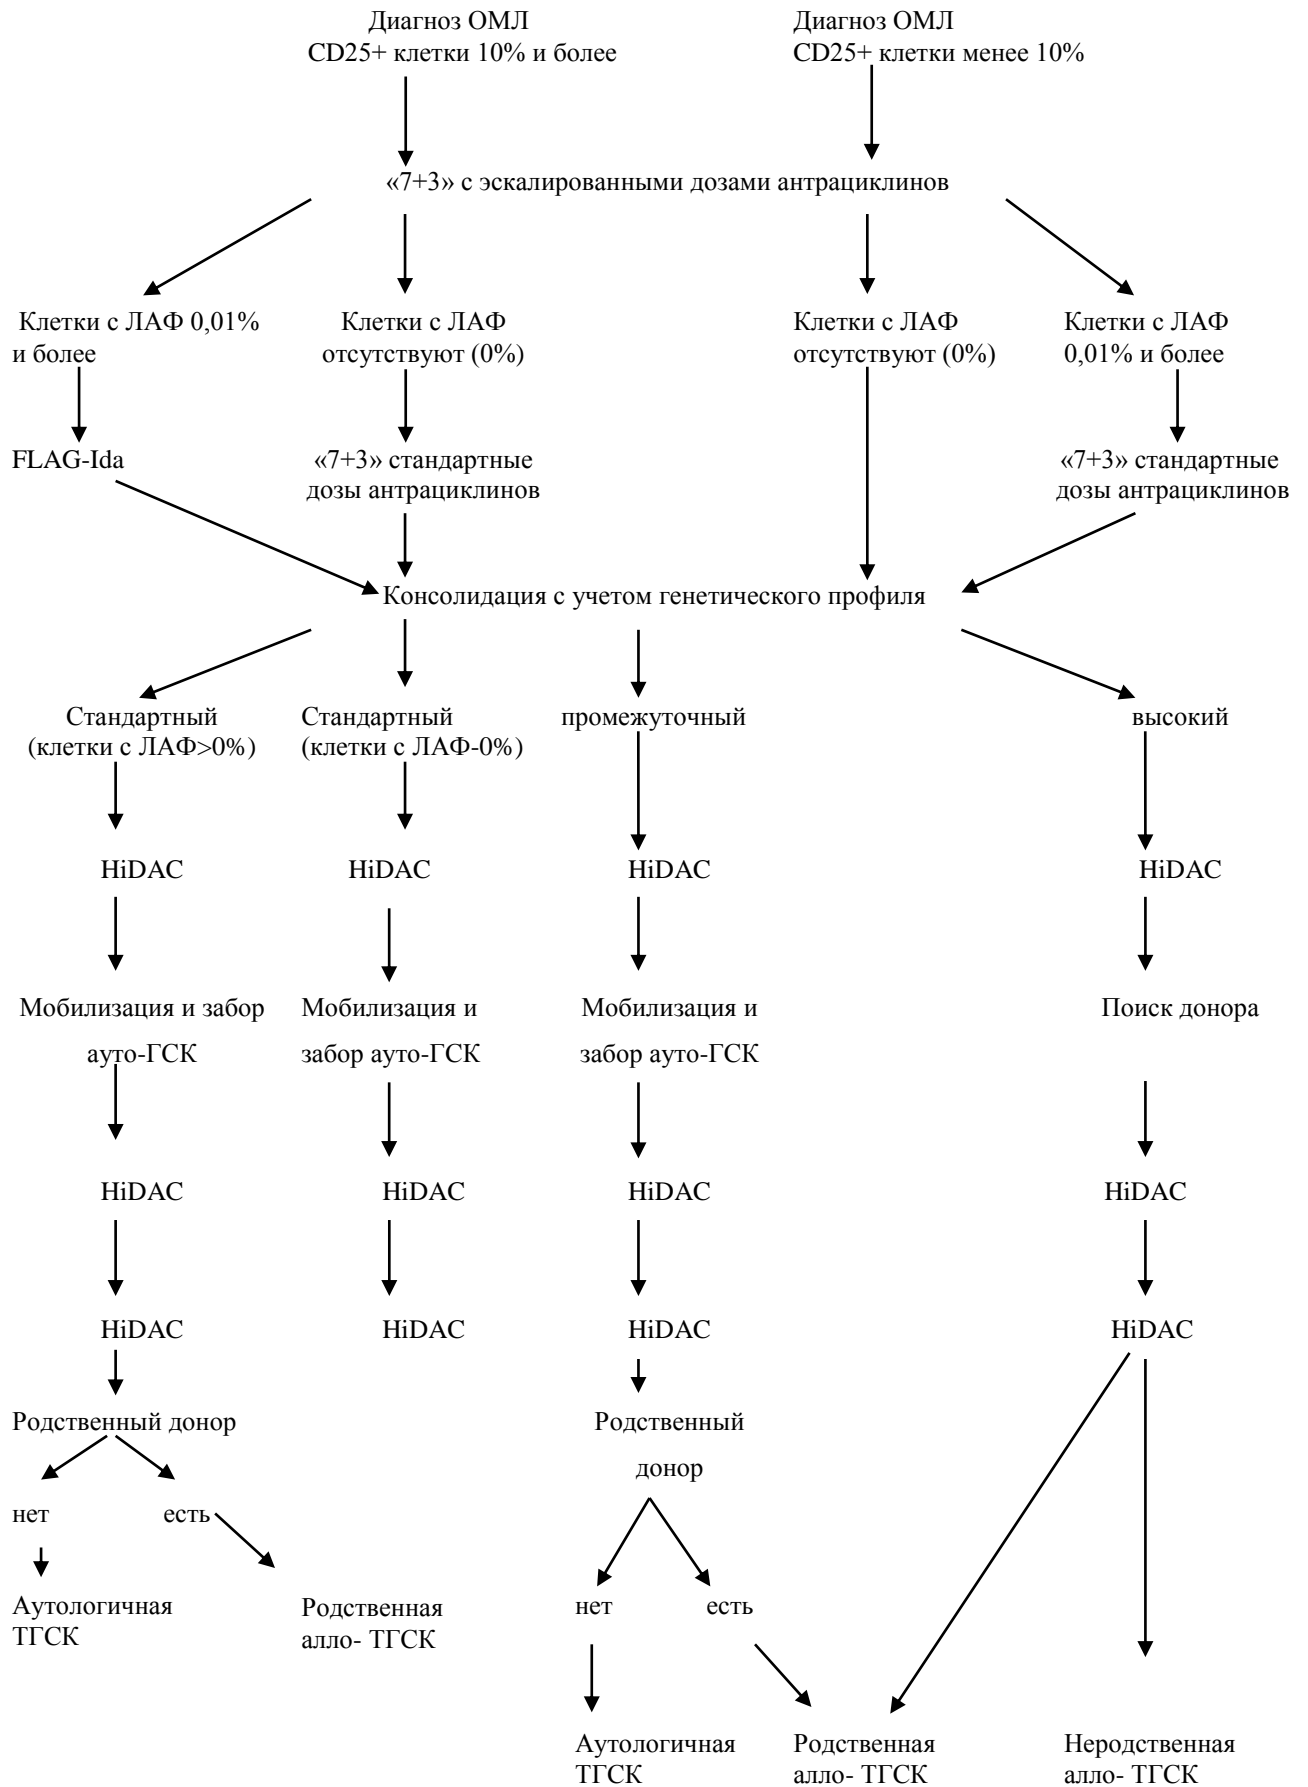 Диагноз ОМЛ
CD25+ клетки 10% и более
Диагноз ОМЛ
CD25+ клетки менее 10%
«7+3» с эскалированными дозами антрациклинов
Клетки с ЛАФ 0,01%
и более
Клетки с ЛАФ
отсутствуют (0%)
Клетки с ЛАФ
отсутствуют (0%)
Клетки с ЛАФ
0,01% и более
FLAG-Ida
«7+3» стандартные
дозы антрациклинов
«7+3» стандартные
дозы антрациклинов
Консолидация с учетом генетического профиля
Стандартный
(клетки с ЛАФ>0%)
Стандартный
(клетки с ЛАФ-0%)
промежуточный
высокий
HiDAC
HiDAC
HiDAC
HiDAC
Мобилизация и забор
ауто-ГСК
Мобилизация и
забор ауто-ГСК
Мобилизация и
забор ауто-ГСК
Поиск донора
HiDAC
HiDAC
HiDAC
HiDAC
HiDAC
HiDAC
HiDAC
HiDAC
Родственный донор
Родственный
донор
нет
есть
Аутологичная
ТГСК
Родственная
алло- ТГСК
нет
есть
Аутологичная
ТГСК
Родственная
алло- ТГСК
Неродственная
алло- ТГСК